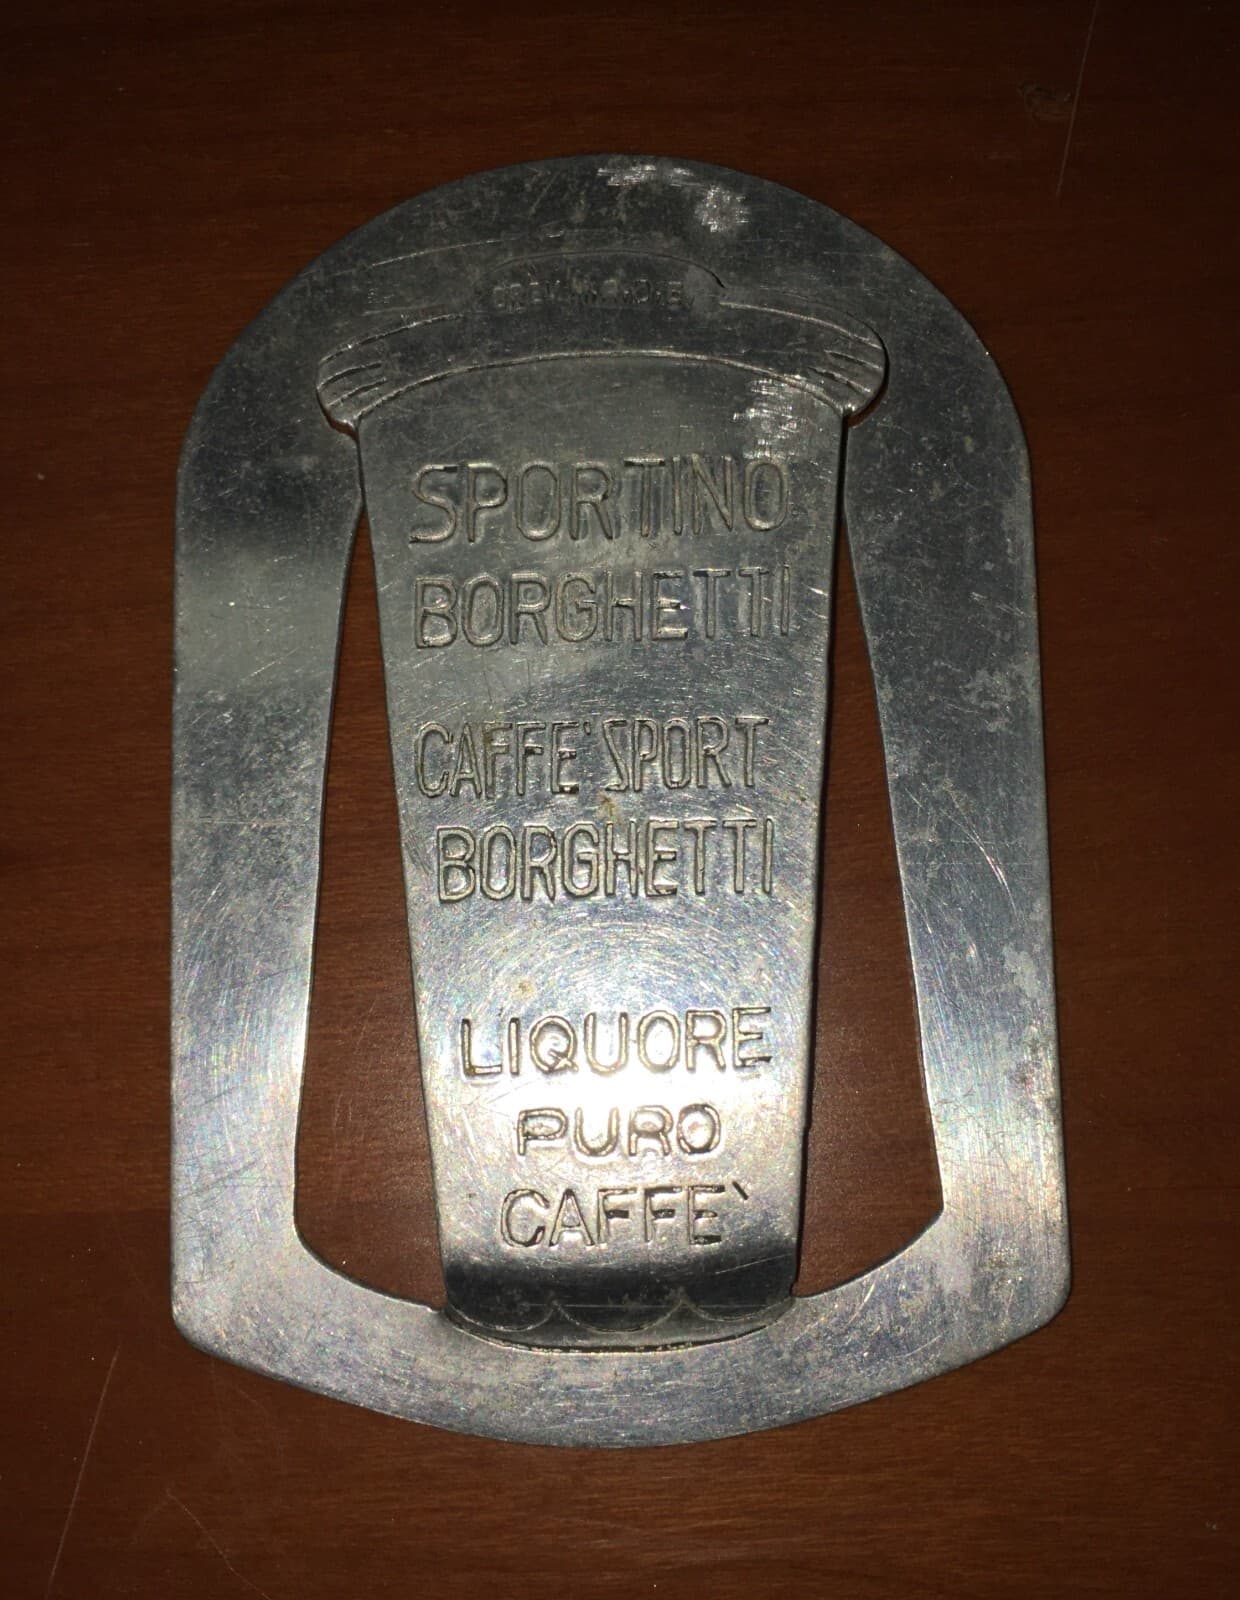 SPORTINO
BORGHETTI
CAFFE' SPORT
BORGHETTI
LIQUORE
PURO
CAFFE`